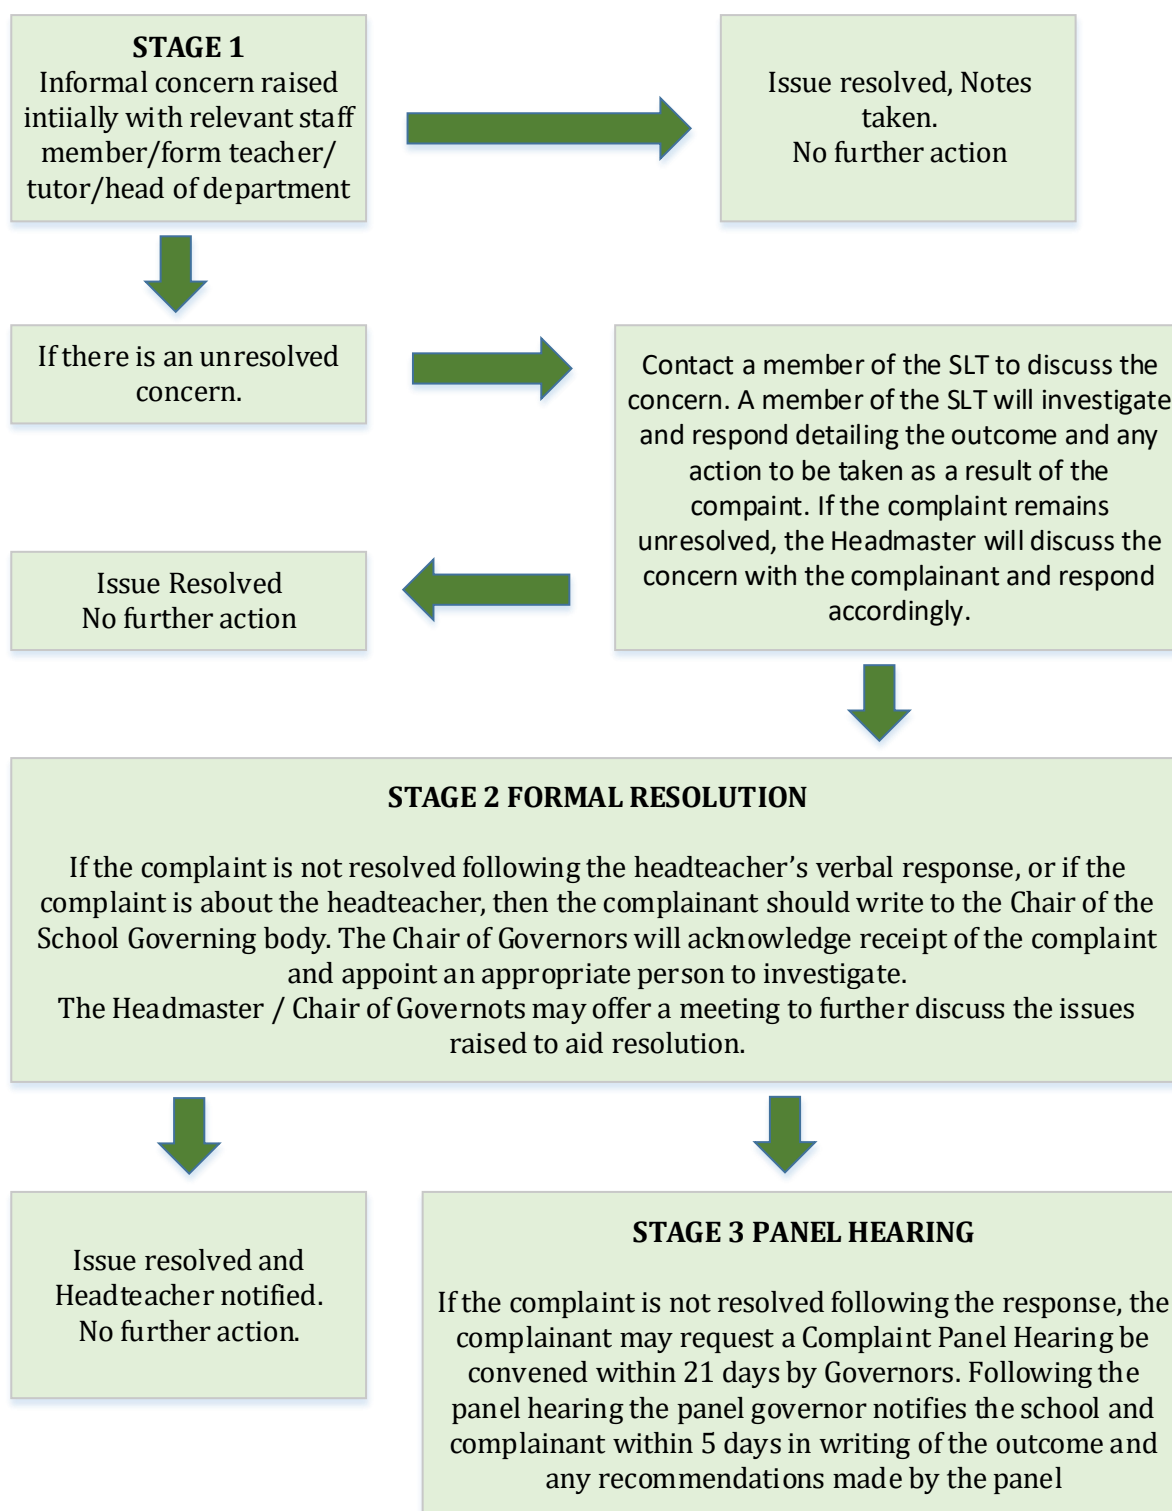 STAGE 1
Informal concern raised
intiially with relevant staff
member/form teacher/
tutor/head of department
Issue resolved, Notes
taken.
No further action
If there is an unresolved
concern.
Contact a member of the SLT to discuss the
concern. A member of the SLT will investigate
and respond detailing the outcome and any
action to be taken as a result of the
compaint. If the complaint remains
unresolved, the Headmaster will discuss the
concern with the complainant and respond
accordingly.
Issue Resolved
No further action
STAGE 2 FORMAL RESOLUTION
If the complaint is not resolved following the headteacher’s verbal response, or if the
complaint is about the headteacher, then the complainant should write to the Chair of the
School Governing body. The Chair of Governors will acknowledge receipt of the complaint
and appoint an appropriate person to investigate.
The Headmaster / Chair of Governots may offer a meeting to further discuss the issues
raised to aid resolution.
Issue resolved and
Headteacher notified.
No further action.
STAGE 3 PANEL HEARING
If the complaint is not resolved following the response, the
complainant may request a Complaint Panel Hearing be
convened within 21 days by Governors. Following the
panel hearing the panel governor notifies the school and
complainant within 5 days in writing of the outcome and
any recommendations made by the panel